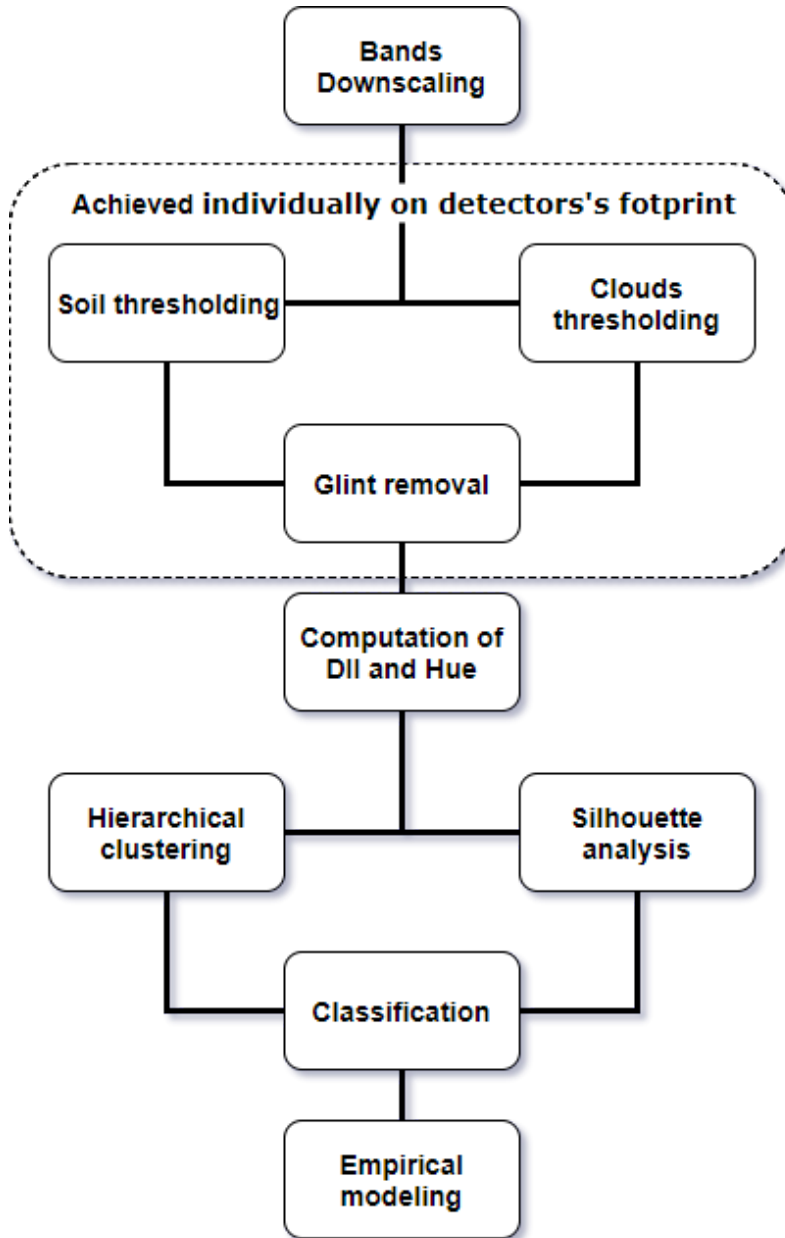 Bands
Downscaling
Achieved individually on detectors's fotprint
Soil thresholding
Clouds
thresholding
Glint removal
Computation of
DII and Hue
Hierarchical
clustering
Silhouette
analysis
Classification
Empirical
modeling